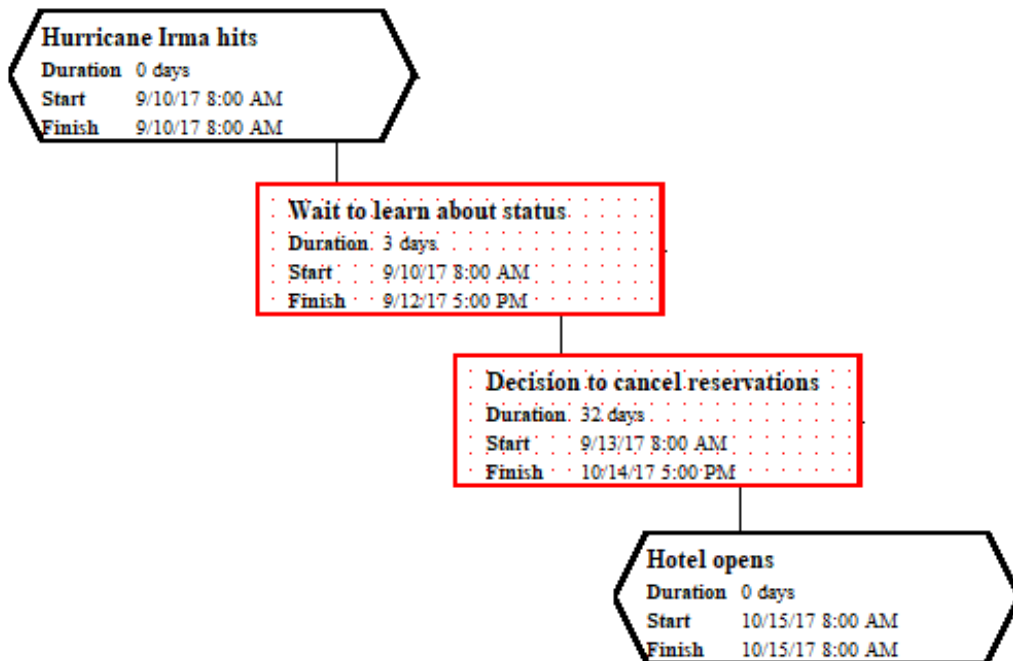 Hurricane Irma hits
Duration 0 days
Start 9/10/17 8:00 AM
Finish 9/10/17 8:00 AM
Wait to learn about status
Duration 3 days
Start 9/10/17 8:00 AM
Finish 9/12/17 5:00 PM
Decision to cancel reservations
Duration 32 days
Start 9/13/17 8:00 AM
Finish 10/14/17 5:00 PM
Hotel opens
Duration 0 days
Start 10/15/17 8:00 AM
Finish 10/15/17 8:00 AM